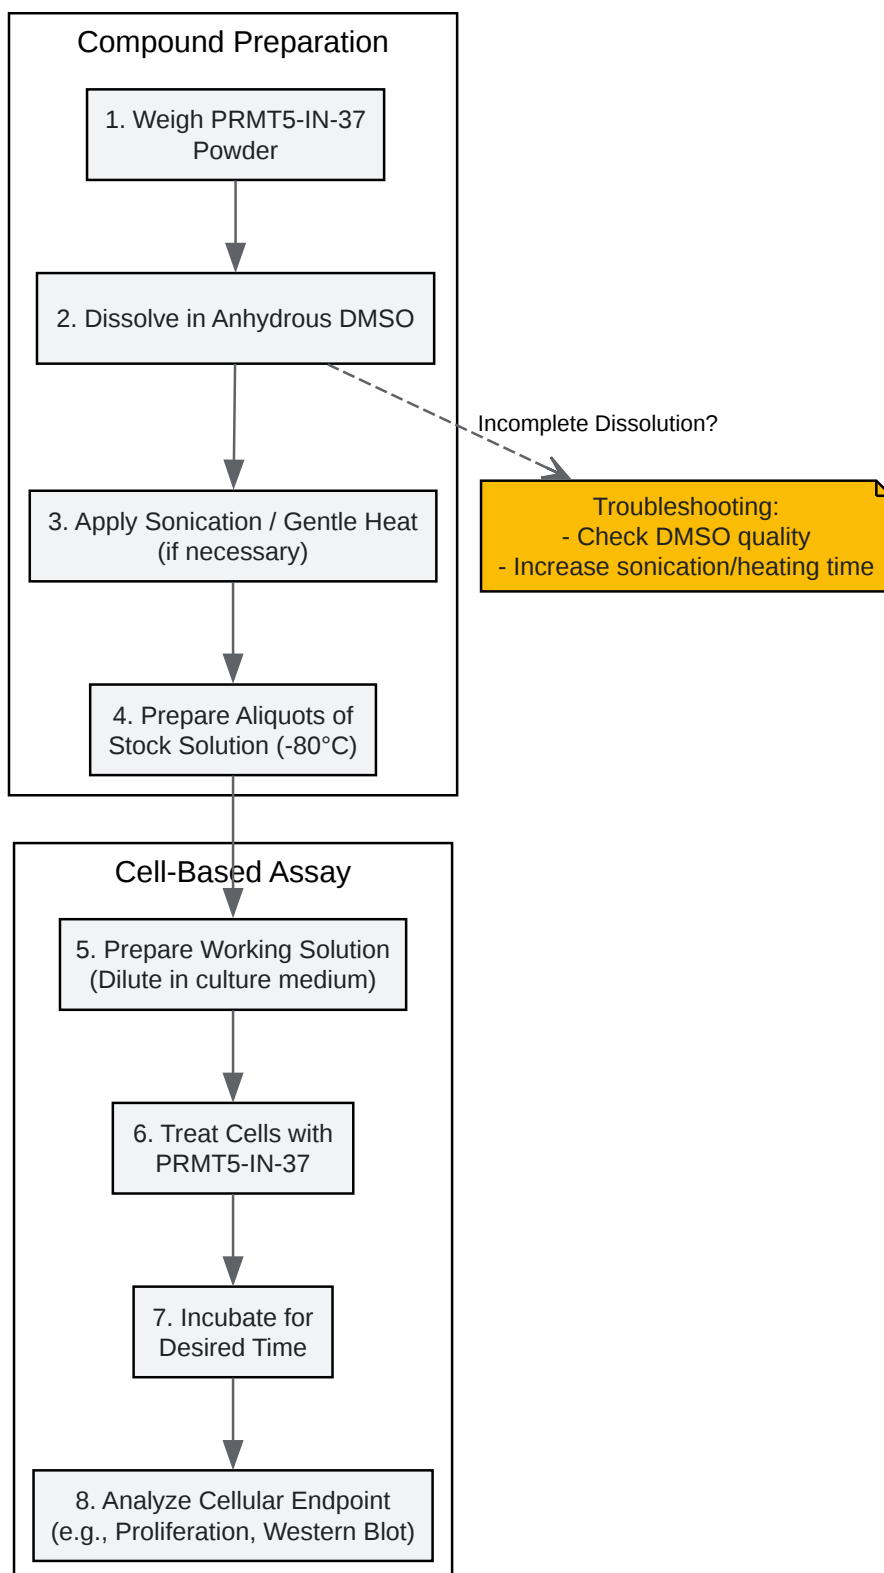 Compound Preparation
1. Weigh PRMT5-IN-37
Powder
2. Dissolve in Anhydrous DMSO
Incomplete Dissolution?
Troubleshooting:
- Check DMSO quality
- Increase sonication/heating time
3. Apply Sonication / Gentle Heat
(if necessary)
4. Prepare Aliquots of
Stock Solution (-80°C)
Cell-Based Assay
5. Prepare Working Solution
(Dilute in culture medium)
6. Treat Cells with
PRMT5-IN-37
7. Incubate for
Desired Time
8. Analyze Cellular Endpoint
(e.g., Proliferation, Western Blot)